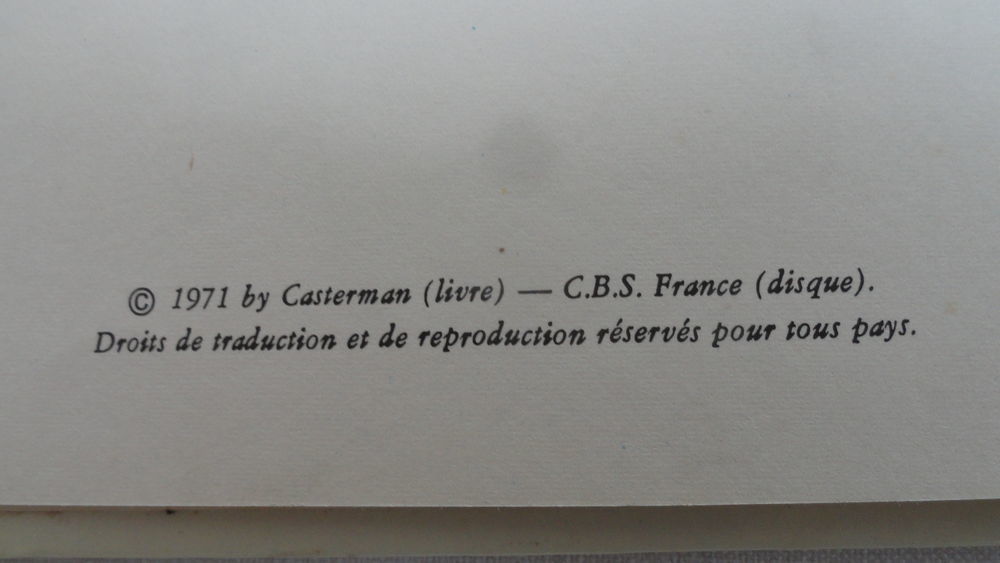 © 1971 by Casterman (livre) — C.B.S. France (disque).
Droits de traduction et de reproduction réservés pour tous pays.